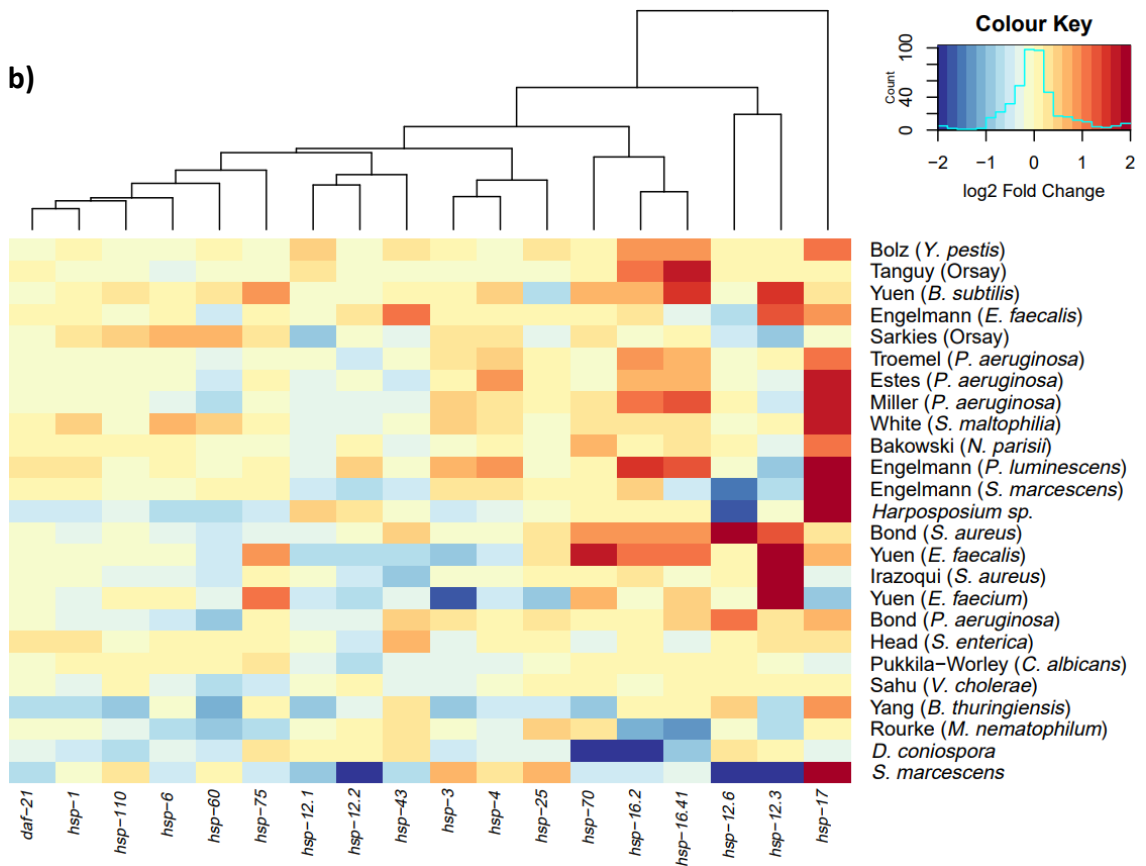 b)
Colour Key
Count
0 40 100
−2 −1 0 1 2
log2 Fold Change
Bolz (Y. pestis)
Tanguy (Orsay)
Yuen (B. subtilis)
Engelmann (E. faecalis)
Sarkies (Orsay)
Troemel (P. aeruginosa)
Estes (P. aeruginosa)
Miller (P. aeruginosa)
White (S. maltophilia)
Bakowski (N. parisii)
Engelmann (P. luminescens)
Engelmann (S. marcescens)
Harposposium sp.
Bond (S. aureus)
Yuen (E. faecalis)
Irazoqui (S. aureus)
Yuen (E. faecium)
Bond (P. aeruginosa)
Head (S. enterica)
Pukkila−Worley (C. albicans)
Sahu (V. cholerae)
Yang (B. thuringiensis)
Rourke (M. nematophilum)
D. coniospora
S. marcescens
daf−21
hsp−1
hsp−110
hsp−6
hsp−60
hsp−75
hsp−12.1
hsp−12.2
hsp−43
hsp−3
hsp−4
hsp−25
hsp−70
hsp−16.2
hsp−16.41
hsp−12.6
hsp−12.3
hsp−17